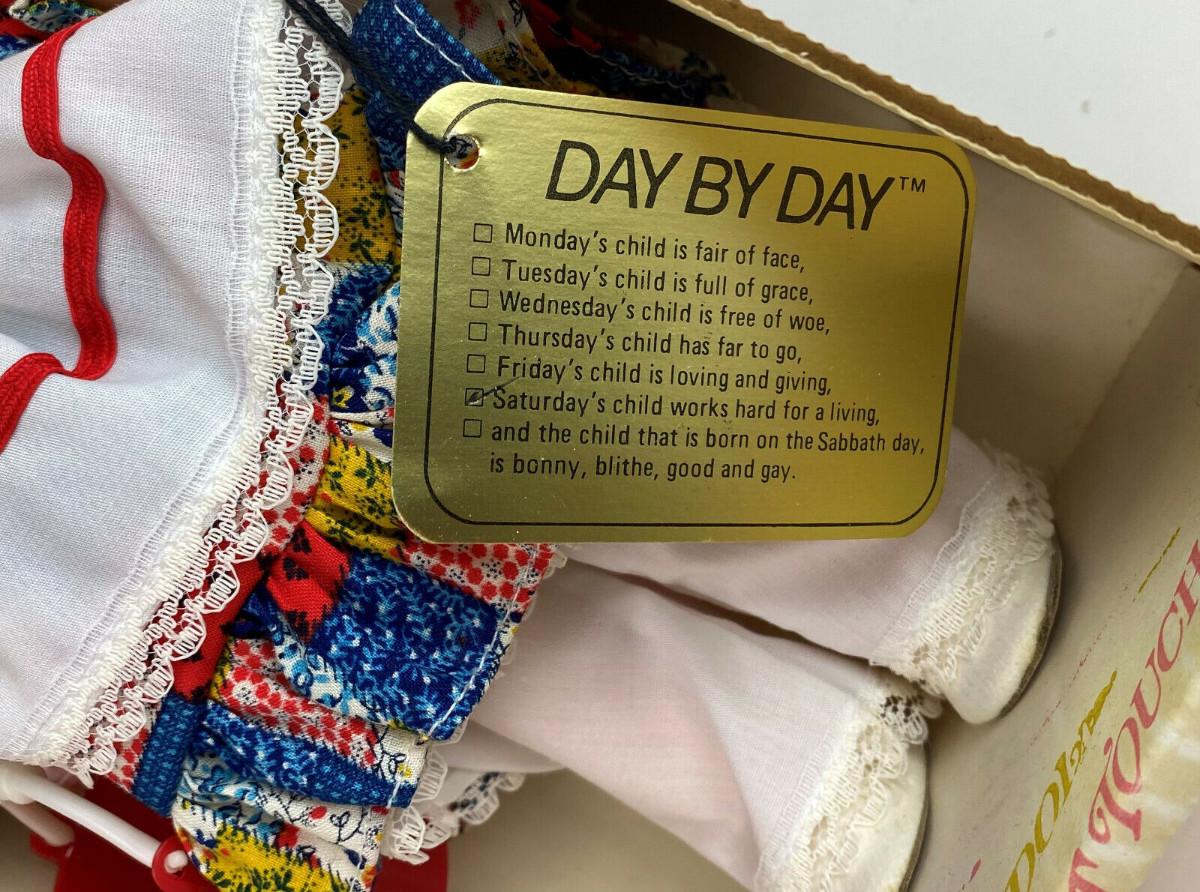 DAY BY DAY™
☐ Monday's child is fair of face,
☐ Tuesday's child is full of grace,
☐ Wednesday's child is free of woe,
☐ Thursday's child has far to go,
☐ Friday's child is loving and giving,
☑ Saturday's child works hard for a living,
☐ and the child that is born on the Sabbath day,
is bonny, blithe, good and gay.